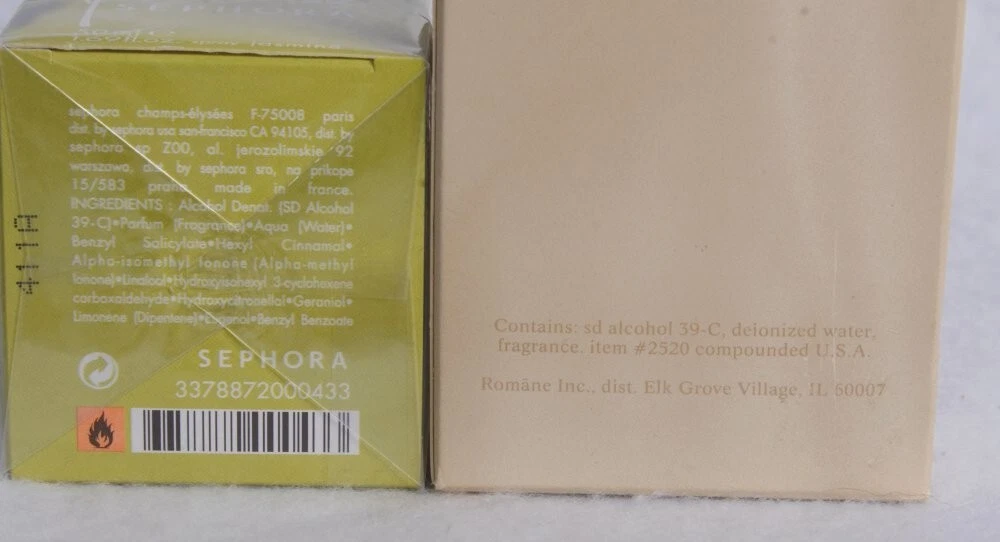 SEPHORA
sephora champs-élysées F-75008 paris
dist. by sephora usa san-francisco CA 94105, dist. by
sephora sp Z00, al. jerozolimskie 92
warszawa, dist. by sephora sro, na prikope
15/583 made in france.
INGREDIENTS : Alcohol Denat. (SD Alcohol
39-C)•Parfum (Fragrance)•Aqua (Water)•
Benzyl Salicylate•Hexyl Cinnamal•
Alpha-isomethyl Ionone (Alpha-methyl
Ionone)•Linalool•Hydroxyisohexyl 3-cyclohexene
carboxaldehyde•Hydroxycitronellal•Geraniol•
Limonene (Dipentene)•Eugenol•Benzyl Benzoate
411A
SEPHORA
3378872000433
Contains: sd alcohol 39-C, deionized water,
fragrance. item #2520 compounded U.S.A.
Romāne Inc., dist. Elk Grove Village, IL 60007